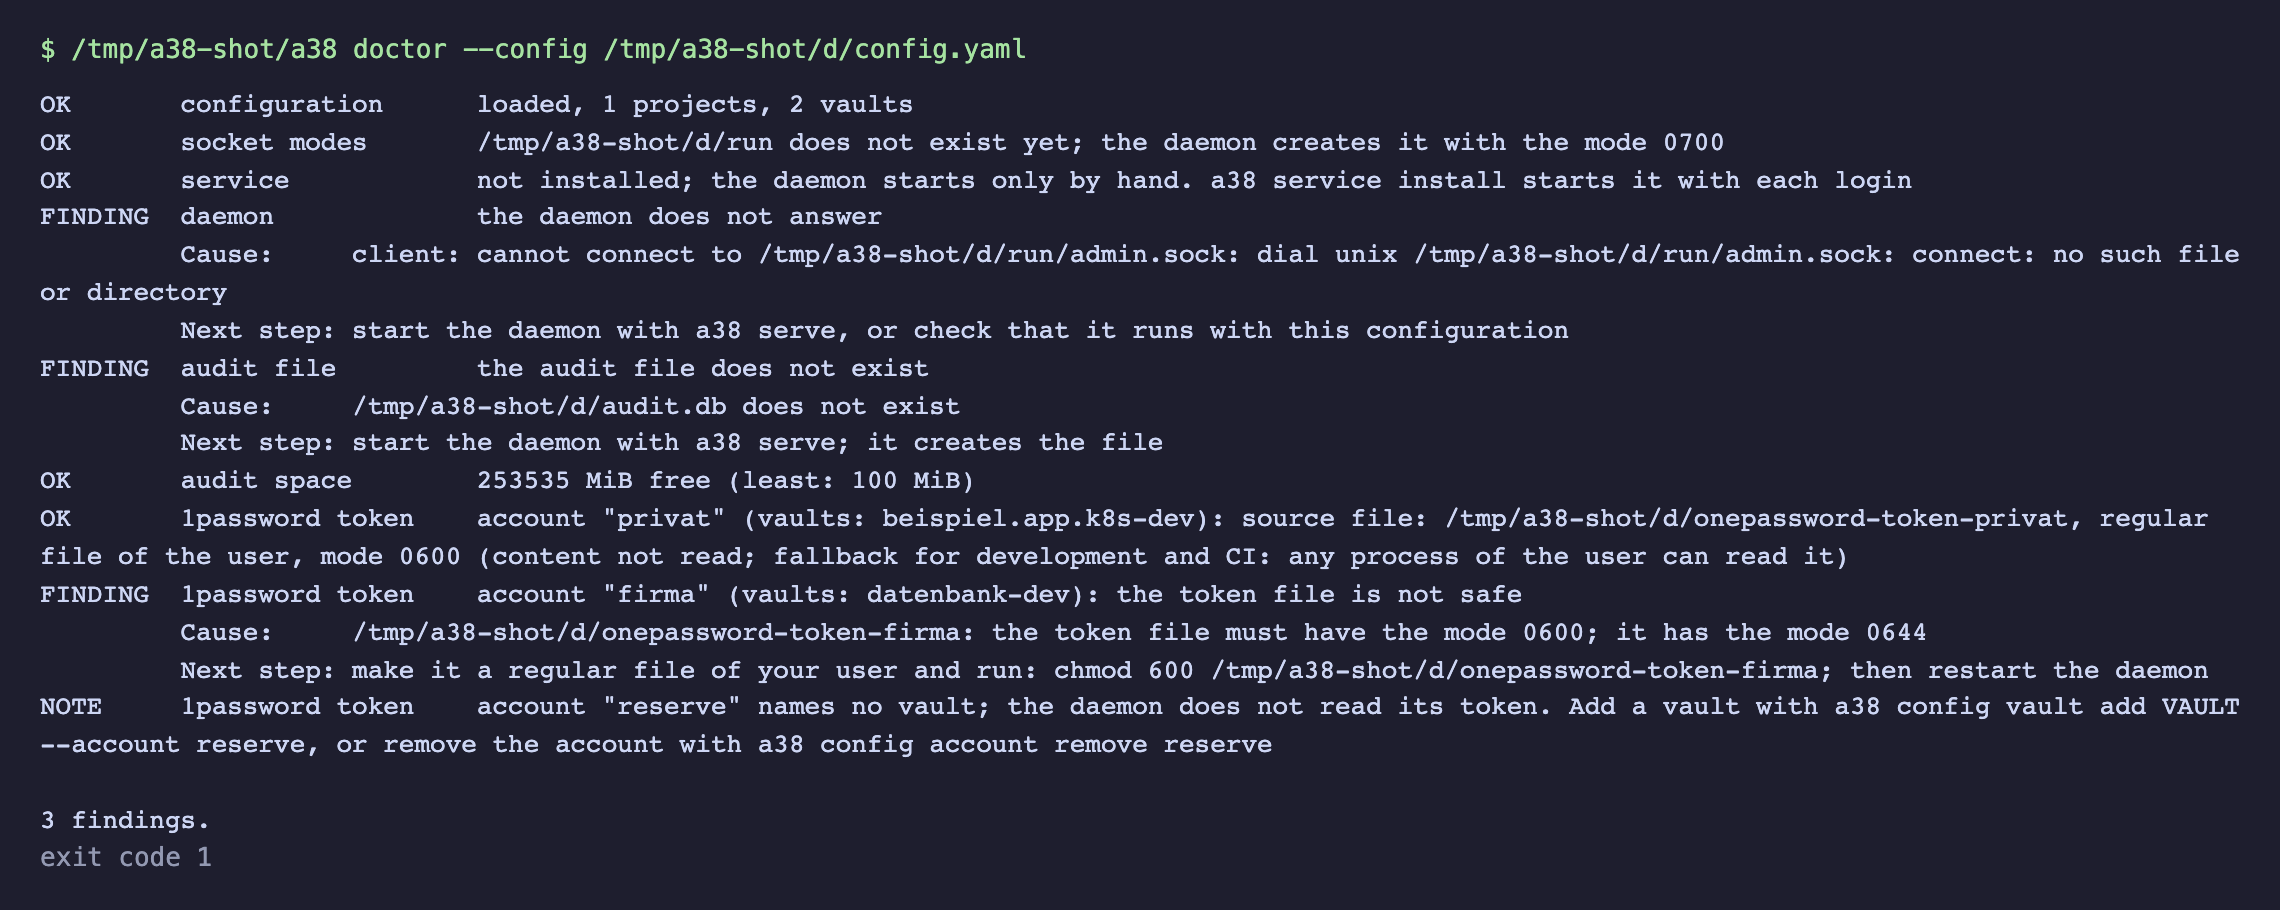 $ /tmp/a38-shot/a38 doctor --config /tmp/a38-shot/d/config.yaml
OK       configuration      loaded, 1 projects, 2 vaults
OK       socket modes       /tmp/a38-shot/d/run does not exist yet; the daemon creates it with the mode 0700
OK       service            not installed; the daemon starts only by hand. a38 service install starts it with each login
FINDING  daemon             the daemon does not answer
         Cause:     client: cannot connect to /tmp/a38-shot/d/run/admin.sock: dial unix /tmp/a38-shot/d/run/admin.sock: connect: no such file
or directory
         Next step: start the daemon with a38 serve, or check that it runs with this configuration
FINDING  audit file         the audit file does not exist
         Cause:     /tmp/a38-shot/d/audit.db does not exist
         Next step: start the daemon with a38 serve; it creates the file
OK       audit space        253535 MiB free (least: 100 MiB)
OK       1password token    account "privat" (vaults: beispiel.app.k8s-dev): source file: /tmp/a38-shot/d/onepassword-token-privat, regular
file of the user, mode 0600 (content not read; fallback for development and CI: any process of the user can read it)
FINDING  1password token    account "firma" (vaults: datenbank-dev): the token file is not safe
         Cause:     /tmp/a38-shot/d/onepassword-token-firma: the token file must have the mode 0600; it has the mode 0644
         Next step: make it a regular file of your user and run: chmod 600 /tmp/a38-shot/d/onepassword-token-firma; then restart the daemon
NOTE     1password token    account "reserve" names no vault; the daemon does not read its token. Add a vault with a38 config vault add VAULT
--account reserve, or remove the account with a38 config account remove reserve

3 findings.
exit code 1